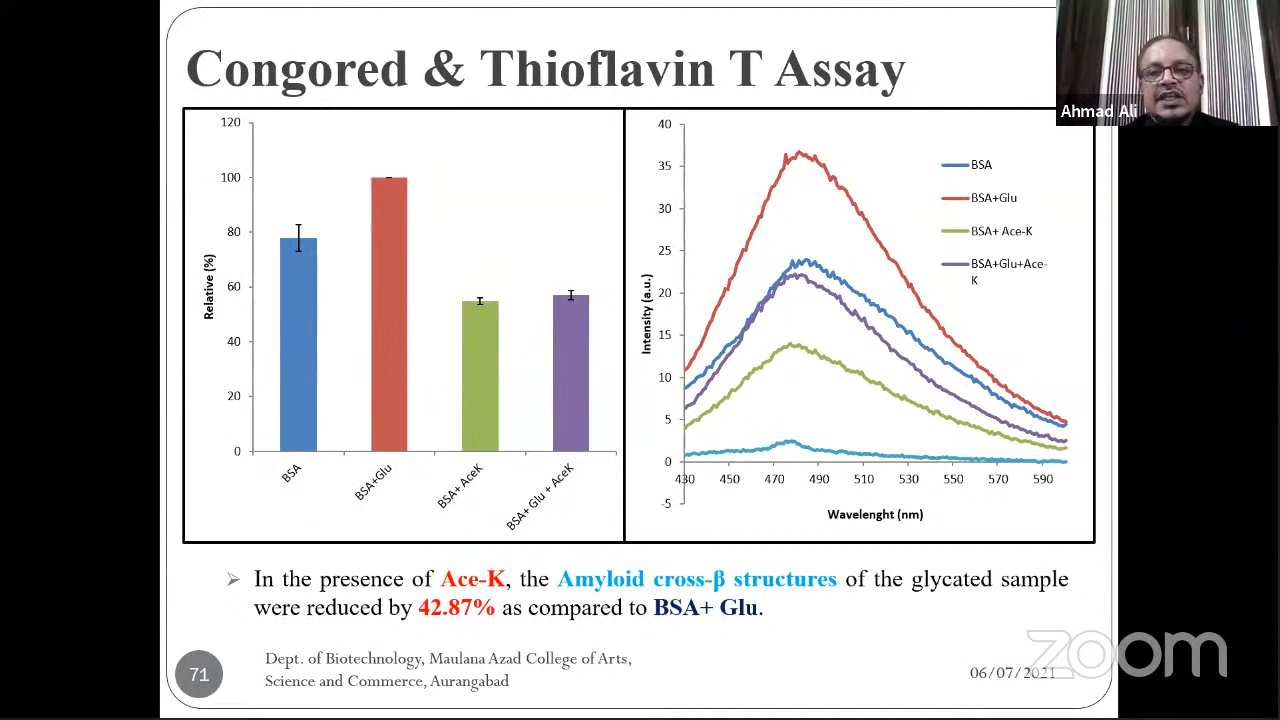 Congored & Thioflavin T Assay
Ahmad Ali
120
100
80
60
40
20
0
Relative (%)
BSA
BSA+Glu
BSA+ AceK
BSA+ Glu + AceK
40
35
30
25
20
15
10
5
0
-5
Intensity (a.u.)
430 450 470 490 510 530 550 570 590
Wavelenght (nm)
BSA
BSA+Glu
BSA+ Ace-K
BSA+Glu+Ace-
K
In the presence of Ace-K, the Amyloid cross-β structures of the glycated sample
were reduced by 42.87% as compared to BSA+ Glu.
71
Dept. of Biotechnology, Maulana Azad College of Arts,
Science and Commerce, Aurangabad
06/07/2021
zoom